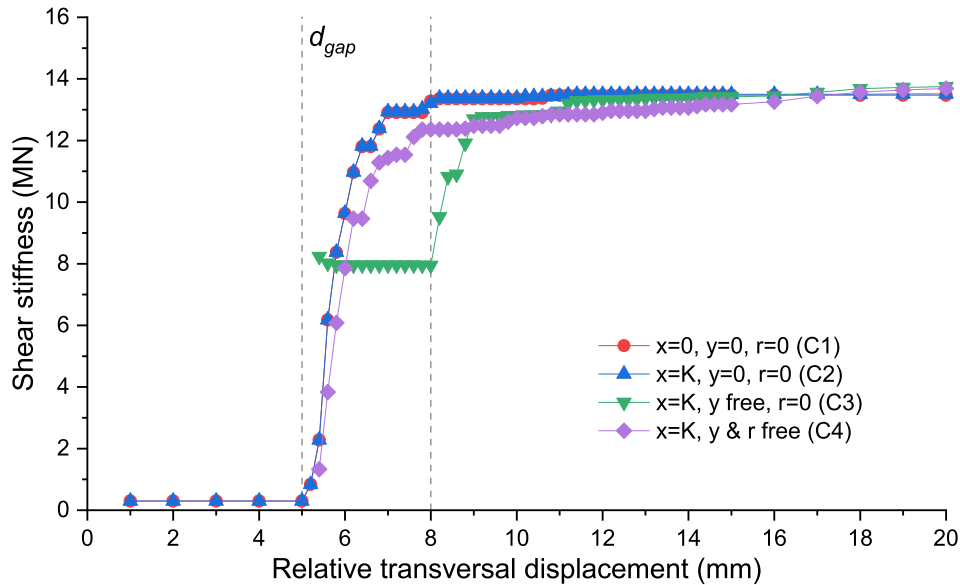 16
14
12
10
8
6
4
2
0
Shear stiffness (MN)
d_gap
x=0, y=0, r=0 (C1)
x=K, y=0, r=0 (C2)
x=K, y free, r=0 (C3)
x=K, y & r free (C4)
0 2 4 6 8 10 12 14 16 18 20
Relative transversal displacement (mm)